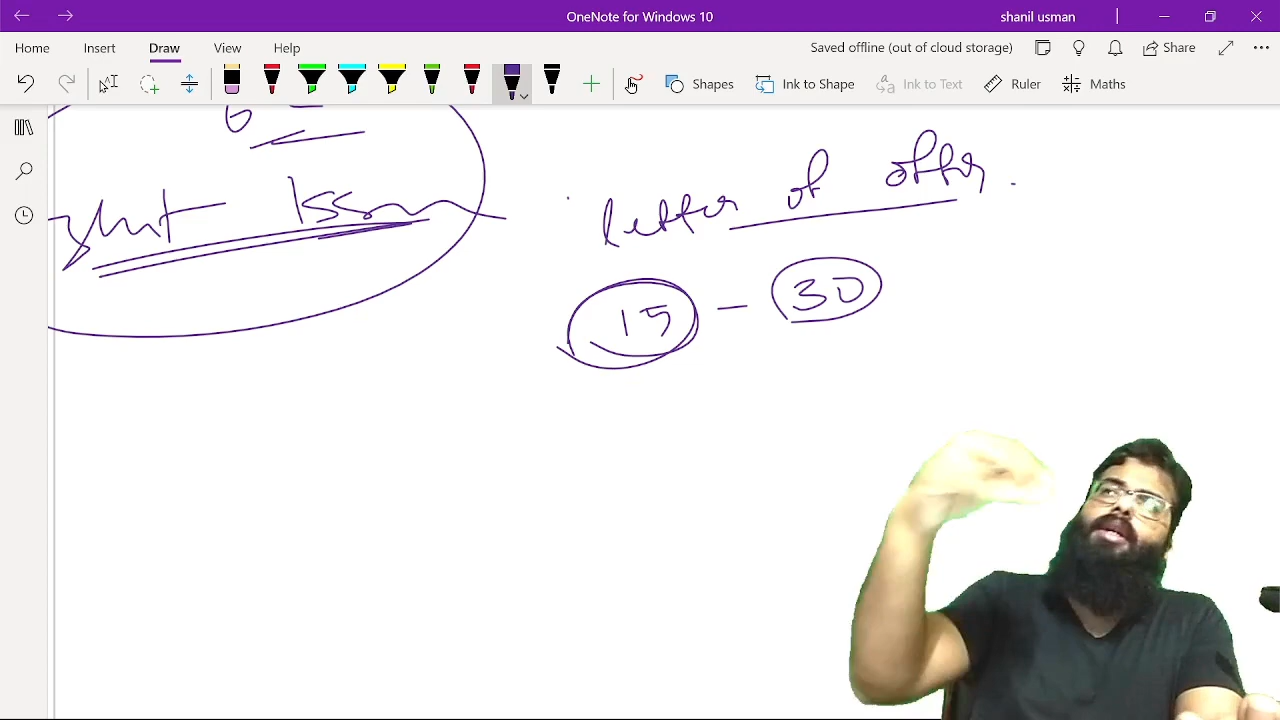 OneNote for Windows 10
shanil usman
Home Insert Draw View Help
Saved offline (out of cloud storage)
Share
Shapes
Ink to Shape
Ink to Text
Ruler
Maths
letter of offer.
Issue
15 - 30